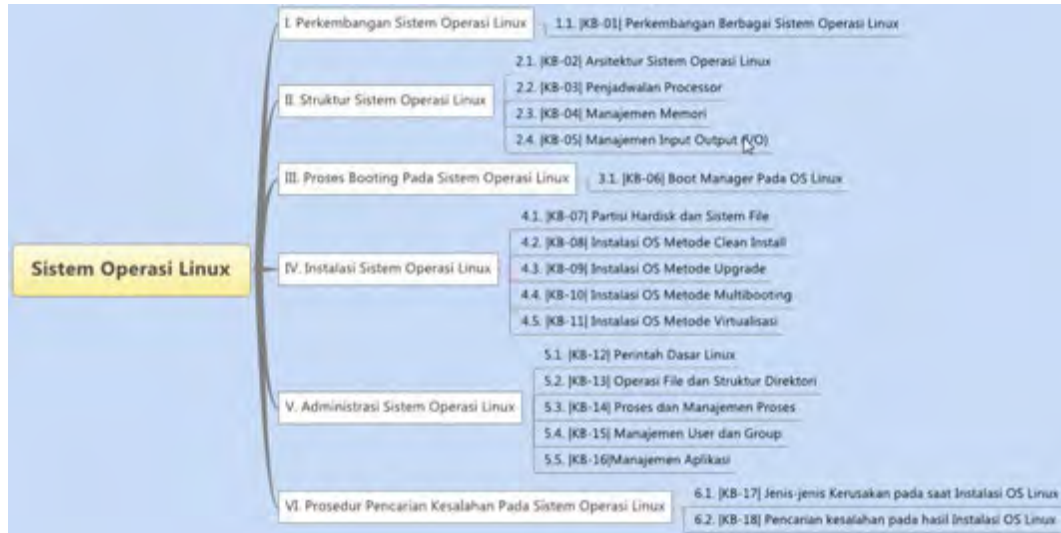 Sistem Operasi Linux
I. Perkembangan Sistem Operasi Linux
1.1. |KB-01| Perkembangan Berbagai Sistem Operasi Linux
II. Struktur Sistem Operasi Linux
2.1. |KB-02| Arsitektur Sistem Operasi Linux
2.2. |KB-03| Penjadwalan Processor
2.3. |KB-04| Manajemen Memori
2.4. |KB-05| Manajemen Input Output (I/O)
III. Proses Booting Pada Sistem Operasi Linux
3.1. |KB-06| Boot Manager Pada OS Linux
IV. Instalasi Sistem Operasi Linux
4.1. |KB-07| Partisi Hardisk dan Sistem File
4.2. |KB-08| Instalasi OS Metode Clean Install
4.3. |KB-09| Instalasi OS Metode Upgrade
4.4. |KB-10| Instalasi OS Metode Multibooting
4.5. |KB-11| Instalasi OS Metode Virtualisasi
V. Administrasi Sistem Operasi Linux
5.1. |KB-12| Perintah Dasar Linux
5.2. |KB-13| Operasi File dan Struktur Direktori
5.3. |KB-14| Proses dan Manajemen Proses
5.4. |KB-15| Manajemen User dan Group
5.5. |KB-16|Manajemen Aplikasi
VI. Prosedur Pencarian Kesalahan Pada Sistem Operasi Linux
6.1. |KB-17| Jenis-jenis Kerusakan pada saat Instalasi OS Linux
6.2. |KB-18| Pencarian kesalahan pada hasil Instalasi OS Linux